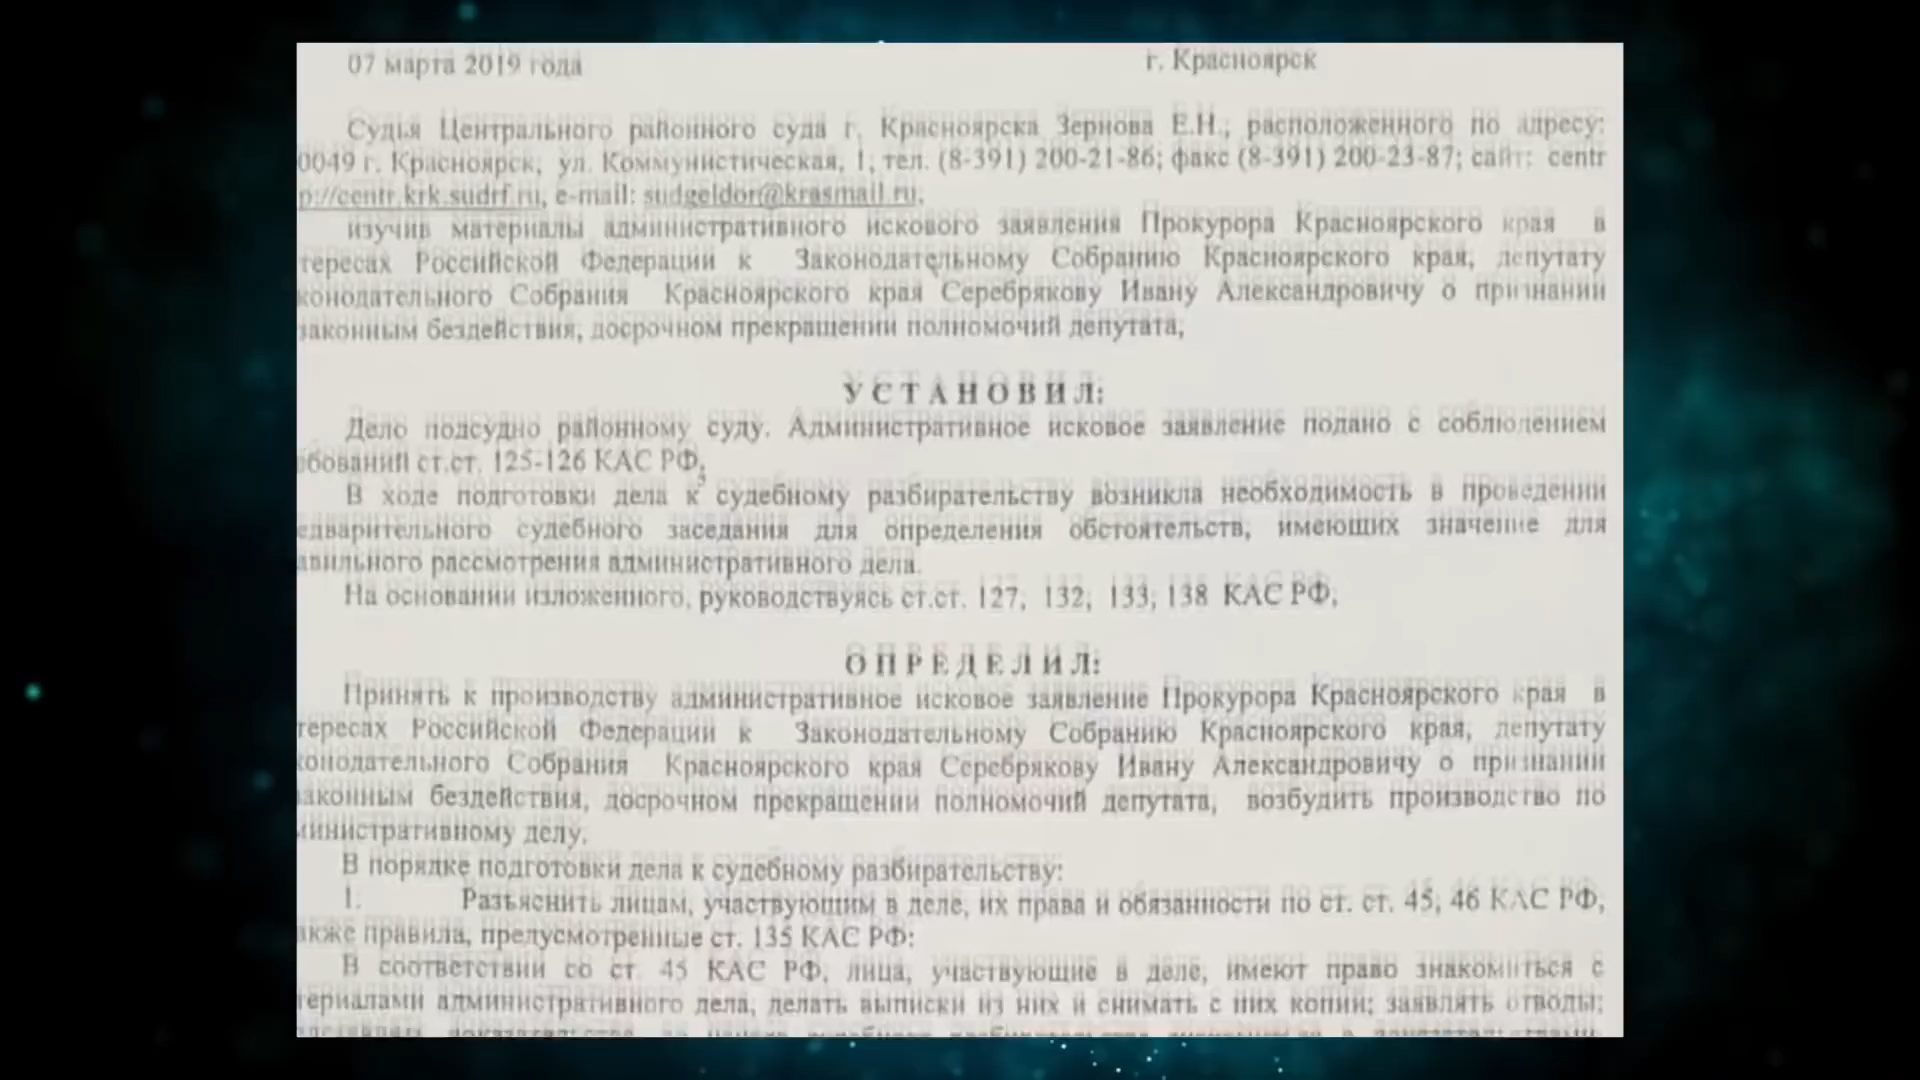 07 марта 2019 года г. Красноярск
Судья Центрального районного суда г. Красноярска Зернова Е.Н., расположенного по адресу:
0049 г. Красноярск, ул. Коммунистическая, 1, тел. (8-391) 200-21-86; факс (8-391) 200-23-87; сайт: centr
p://centr.krk.sudrf.ru, e-mail: sudgeldor@krasmail.ru,
изучив материалы административного искового заявления Прокурора Красноярского края в
тересах Российской Федерации к Законодательному Собранию Красноярского края, депутату
конодательного Собрания Красноярского края Серебрякову Ивану Александровичу о признании
законным бездействия, досрочном прекращении полномочий депутата,
УСТАНОВИЛ:
Дело подсудно районному суду. Административное исковое заявление подано с соблюдением
ебований ст.ст. 125-126 КАС РФ,
В ходе подготовки дела к судебному разбирательству возникла необходимость в проведении
едварительного судебного заседания для определения обстоятельств, имеющих значение для
авильного рассмотрения административного дела.
На основании изложенного, руководствуясь ст.ст. 127, 132, 133, 138 КАС РФ,
ОПРЕДЕЛИЛ:
Принять к производству административное исковое заявление Прокурора Красноярского края в
тересах Российской Федерации к Законодательному Собранию Красноярского края, депутату
конодательного Собрания Красноярского края Серебрякову Ивану Александровичу о признании
законным бездействия, досрочном прекращении полномочий депутата, возбудить производство по
министративному делу.
В порядке подготовки дела к судебному разбирательству:
1. Разъяснить лицам, участвующим в деле, их права и обязанности по ст. ст. 45, 46 КАС РФ,
акже правила, предусмотренные ст. 135 КАС РФ:
В соответствии со ст. 45 КАС РФ, лица, участвующие в деле, имеют право знакомиться с
териалами административного дела, делать выписки из них и снимать с них копии; заявлять отводы;